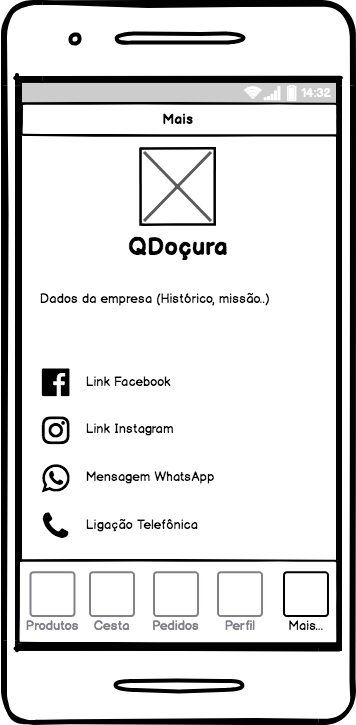 14:32
Mais
QDoçura
Dados da empresa (Histórico, missão..)
Link Facebook
Link Instagram
Mensagem WhatsApp
Ligação Telefônica
Produtos Cesta Pedidos Perfil Mais...